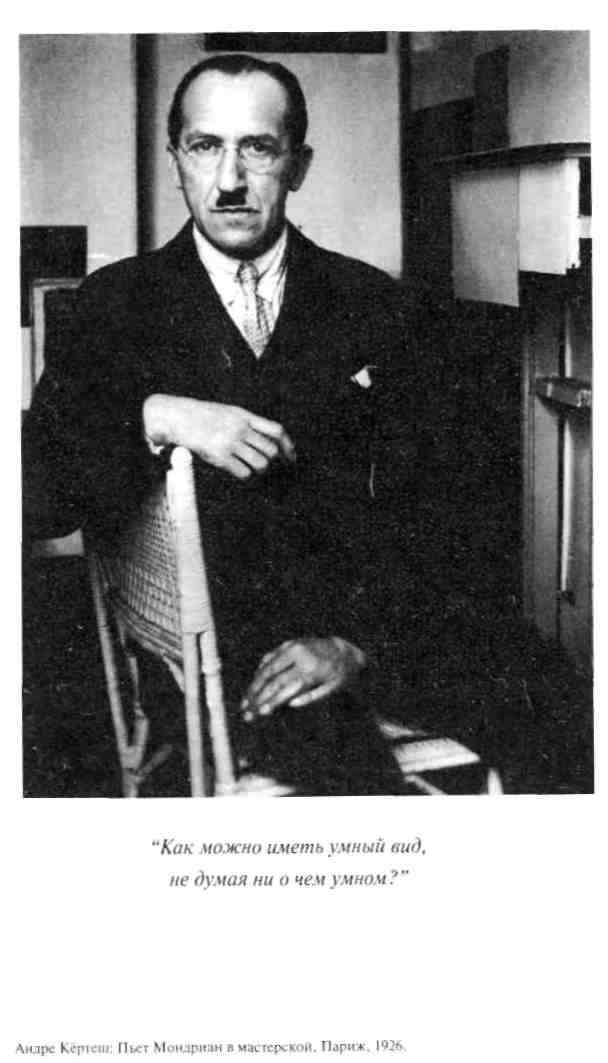 “Как можно иметь умный вид,
не думая ни о чем умном?”
Андре Кёртеш: Пьет Мондриан в мастерской, Париж, 1926.